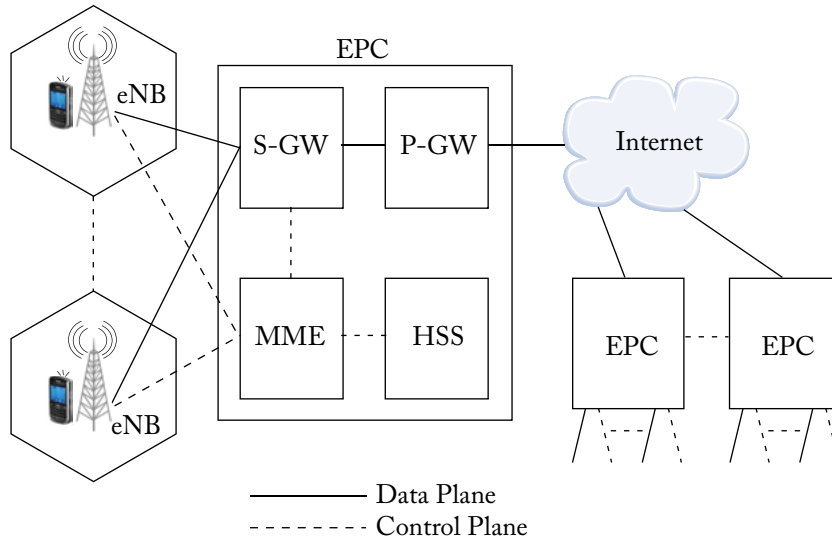 EPC
eNB
S-GW
P-GW
Internet
MME
HSS
EPC
EPC
eNB
Data Plane
Control Plane